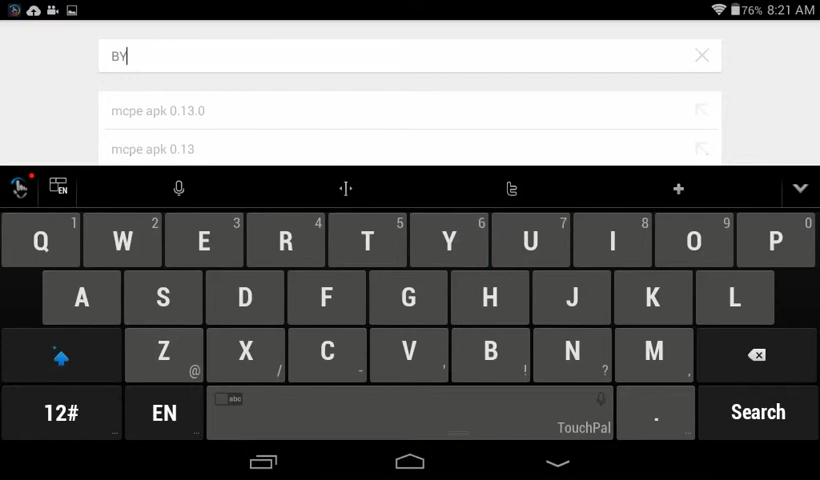 76% 8:21 AM
BY
mcpe apk 0.13.0
mcpe apk 0.13
EN
1 2 3 4 5 6 7 8 9 0
Q W E R T Y U I O P
A S D F G H J K L
Z X C V B N M
@ / - ' ! ? ,
abc
12# EN . Search
... ... TouchPal ...